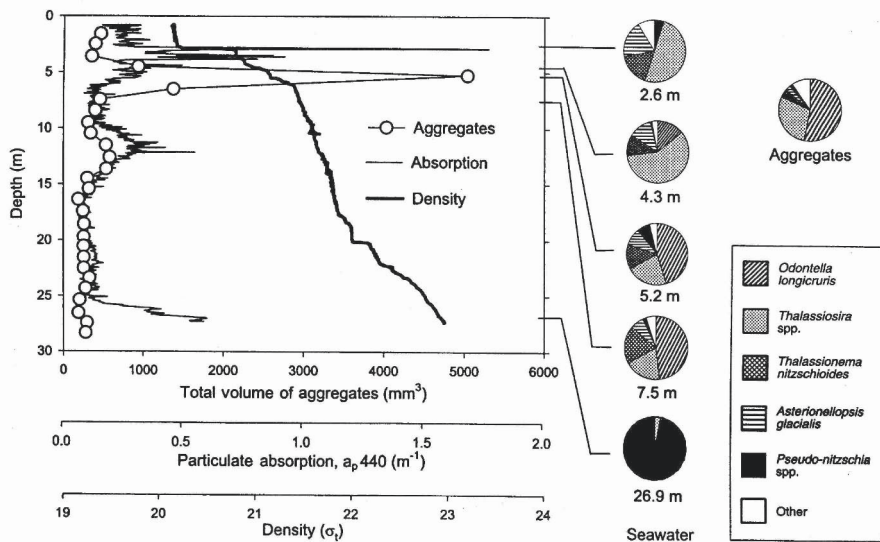 0
5
10
15
20
25
30
Depth (m)
Aggregates
Absorption
Density
0
1000
2000
3000
4000
5000
6000
Total volume of aggregates (mm³)
0.0
0.5
1.0
1.5
2.0
Particulate absorption, aₚ440 (m⁻¹)
19
20
21
22
23
24
Density (σₜ)
2.6 m
4.3 m
5.2 m
7.5 m
26.9 m
Seawater
Aggregates
Odontella
longicruris
Thalassiosira
spp.
Thalassionema
nitzschioides
Asterionellopsis
glacialis
Pseudo-nitzschia
spp.
Other